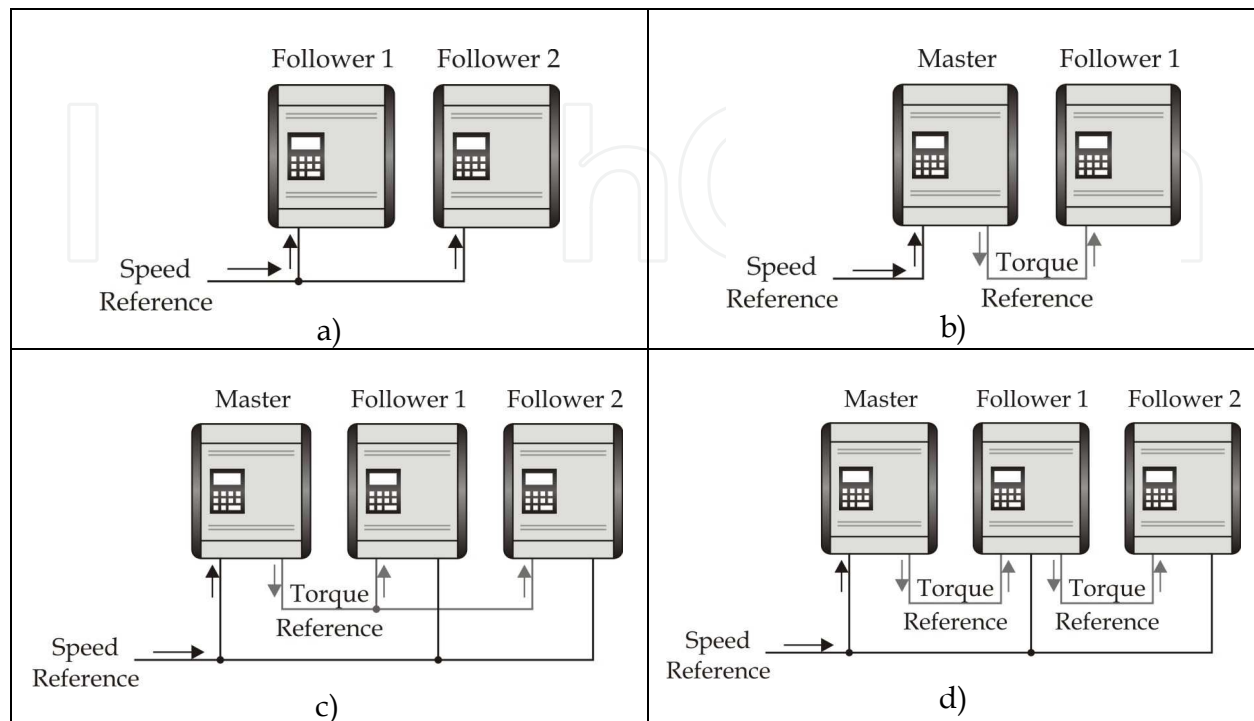 Follower 1 Follower 2
Speed
Reference
a)
Master Follower 1
Speed
Reference
Torque
Reference
b)
Master Follower 1 Follower 2
Torque
Reference
Speed
Reference
c)
Master Follower 1 Follower 2
Torque
Reference
Torque
Reference
Speed
Reference
d)